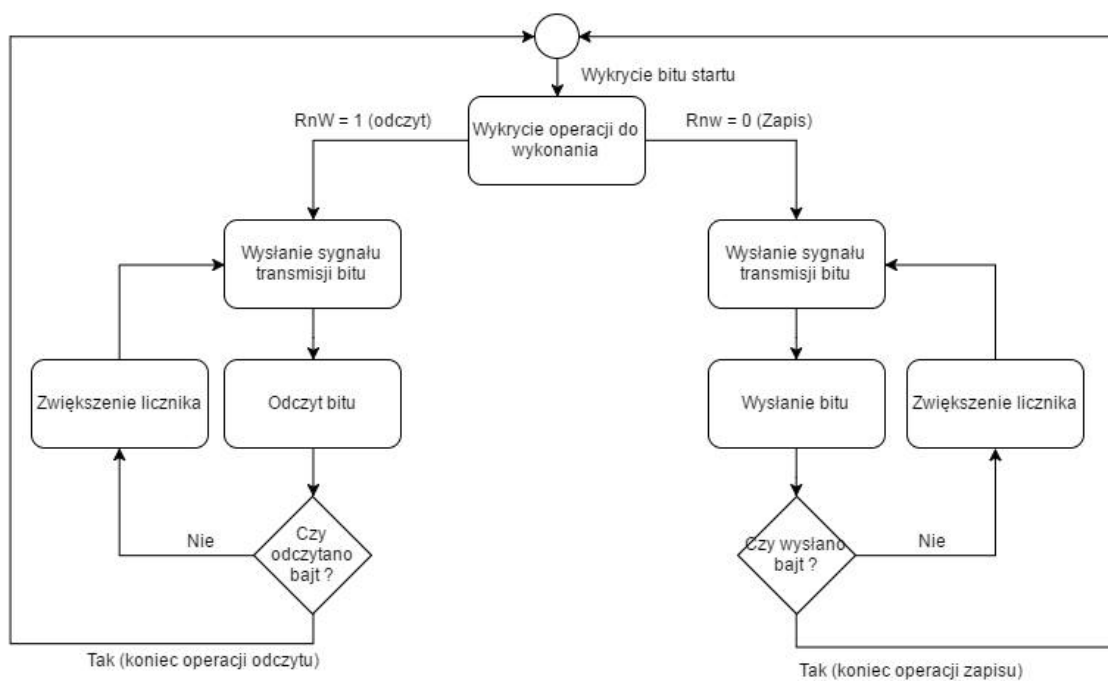 Wykrycie bitu startu
RnW = 1 (odczyt)
Wykrycie operacji do
wykonania
Rnw = 0 (Zapis)
Wysłanie sygnału
transmisji bitu
Wysłanie sygnału
transmisji bitu
Zwiększenie licznika
Odczyt bitu
Wysłanie bitu
Zwiększenie licznika
Nie
Czy
odczytano
bajt ?
Czy wysłano
bajt ?
Nie
Tak (koniec operacji odczytu)
Tak (koniec operacji zapisu)